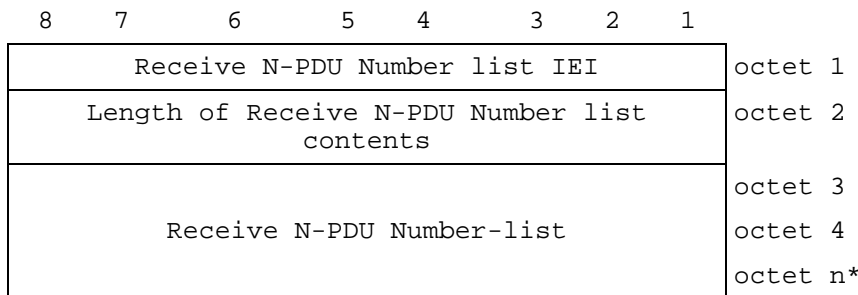 8 7 6 5 4 3 2 1
Receive N-PDU Number list IEI octet 1
Length of Receive N-PDU Number list octet 2
contents
octet 3
Receive N-PDU Number-list octet 4
octet n*